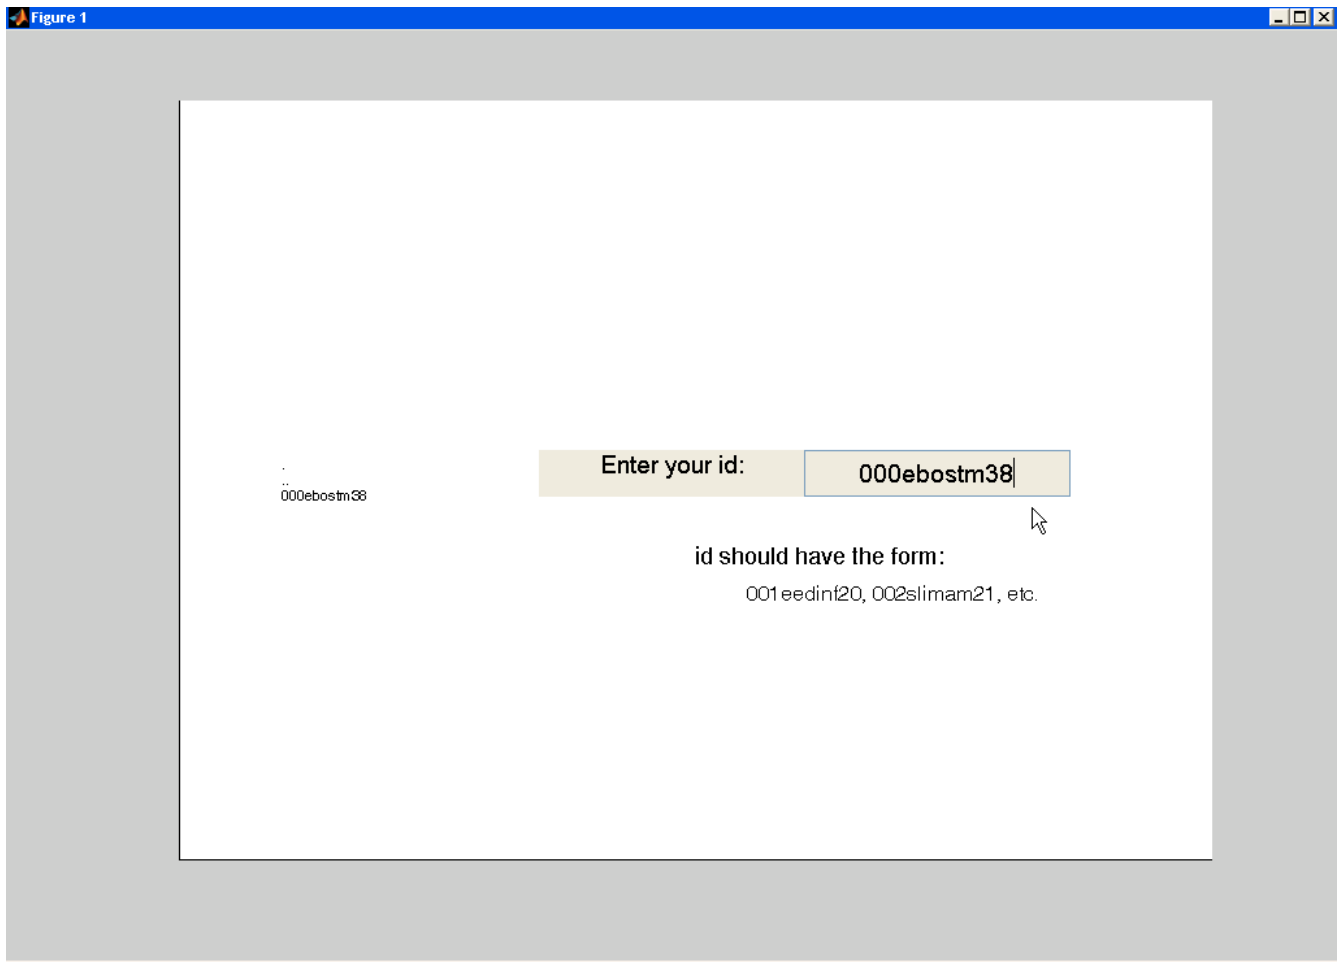 Figure 1
.
..
000ebostm38
Enter your id:
000ebostm38
id should have the form:
001eedinf20, 002slimam21, etc.